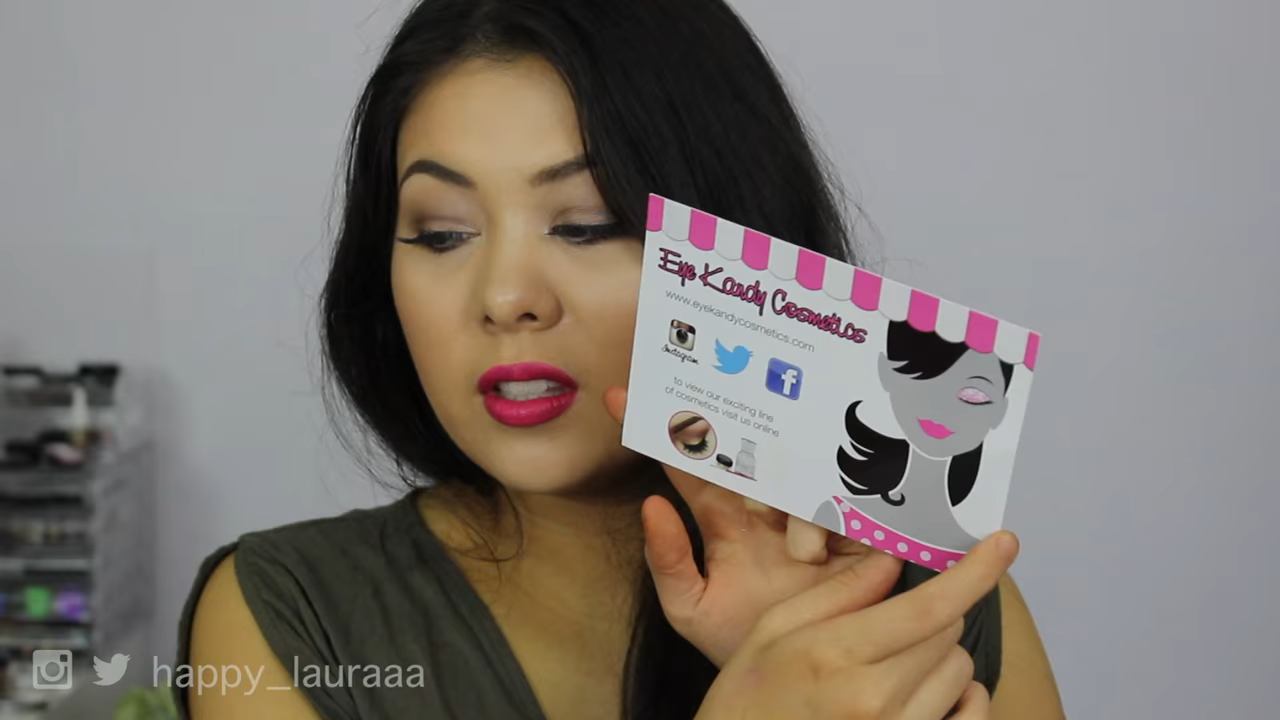 Eye Kandy Cosmetics
www.eyekandycosmetics.com
Instagram
f
to view our exciting line
of cosmetics visit us online
happy_lauraaa